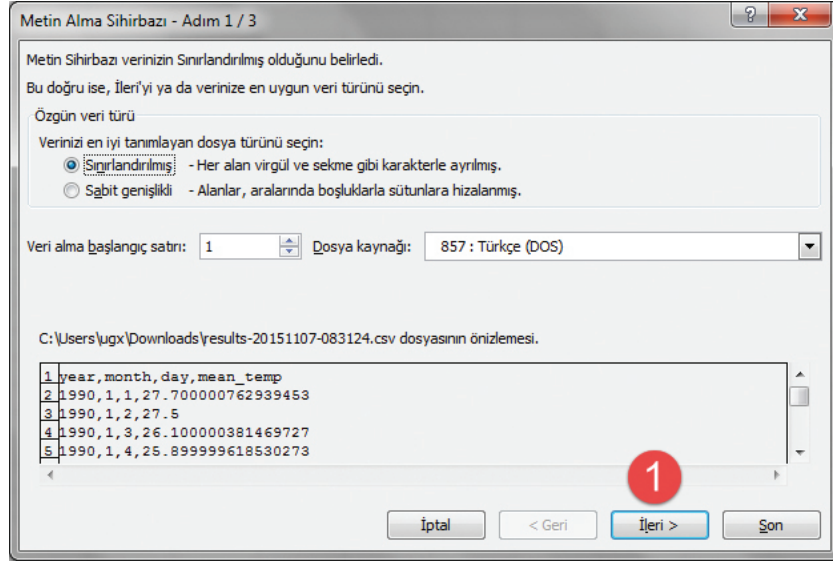 Metin Alma Sihirbazı - Adım 1 / 3
Metin Sihirbazı verinizin Sınırlandırılmış olduğunu belirledi.
Bu doğru ise, İleri'yi ya da verinize en uygun veri türünü seçin.
Özgün veri türü
Verinizi en iyi tanımlayan dosya türünü seçin:
Sınırlandırılmış - Her alan virgül ve sekme gibi karakterle ayrılmış.
Sabit genişlikli - Alanlar, aralarında boşluklarla sütunlara hizalanmış.
Veri alma başlangıç satırı: 1 Dosya kaynağı: 857 : Türkçe (DOS)
C:\Users\ugx\Downloads\results-20151107-083124.csv dosyasının önizlemesi.
1 year,month,day,mean_temp
2 1990,1,1,27.700000762939453
3 1990,1,2,27.5
4 1990,1,3,26.100000381469727
5 1990,1,4,25.899999618530273
1
İptal < Geri İleri > Son